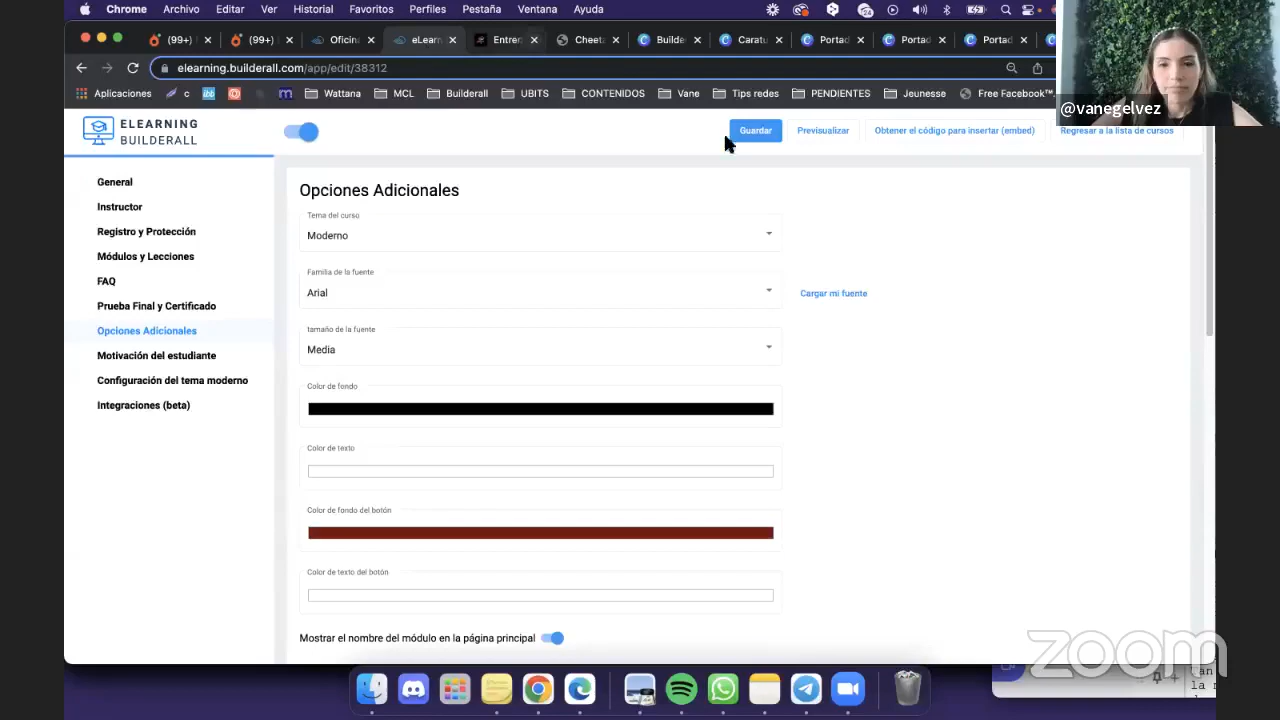 Chrome Archivo Editar Ver Historial Favoritos Perfiles Pestaña Ventana Ayuda
(99+) (99+) Oficin eLearn Entrep Cheeta Builde Caratu Portad Portad Portad
elearning.builderall.com/app/edit/38312
Aplicaciones c ibb Wattana MCL Builderall UBITS CONTENIDOS Vane Tips redes PENDIENTES Jeunesse Free Facebook™
@vanegelvez
ELEARNING
BUILDERALL
Guardar Previsualizar Obtener el código para insertar (embed) Regresar a la lista de cursos
General
Instructor
Registro y Protección
Módulos y Lecciones
FAQ
Prueba Final y Certificado
Opciones Adicionales
Motivación del estudiante
Configuración del tema moderno
Integraciones (beta)
Opciones Adicionales
Tema del curso
Moderno
Familia de la fuente
Arial
Cargar mi fuente
tamaño de la fuente
Media
Color de fondo
Color de texto
Color de fondo del botón
Color de texto del botón
Mostrar el nombre del módulo en la página principal
zoom